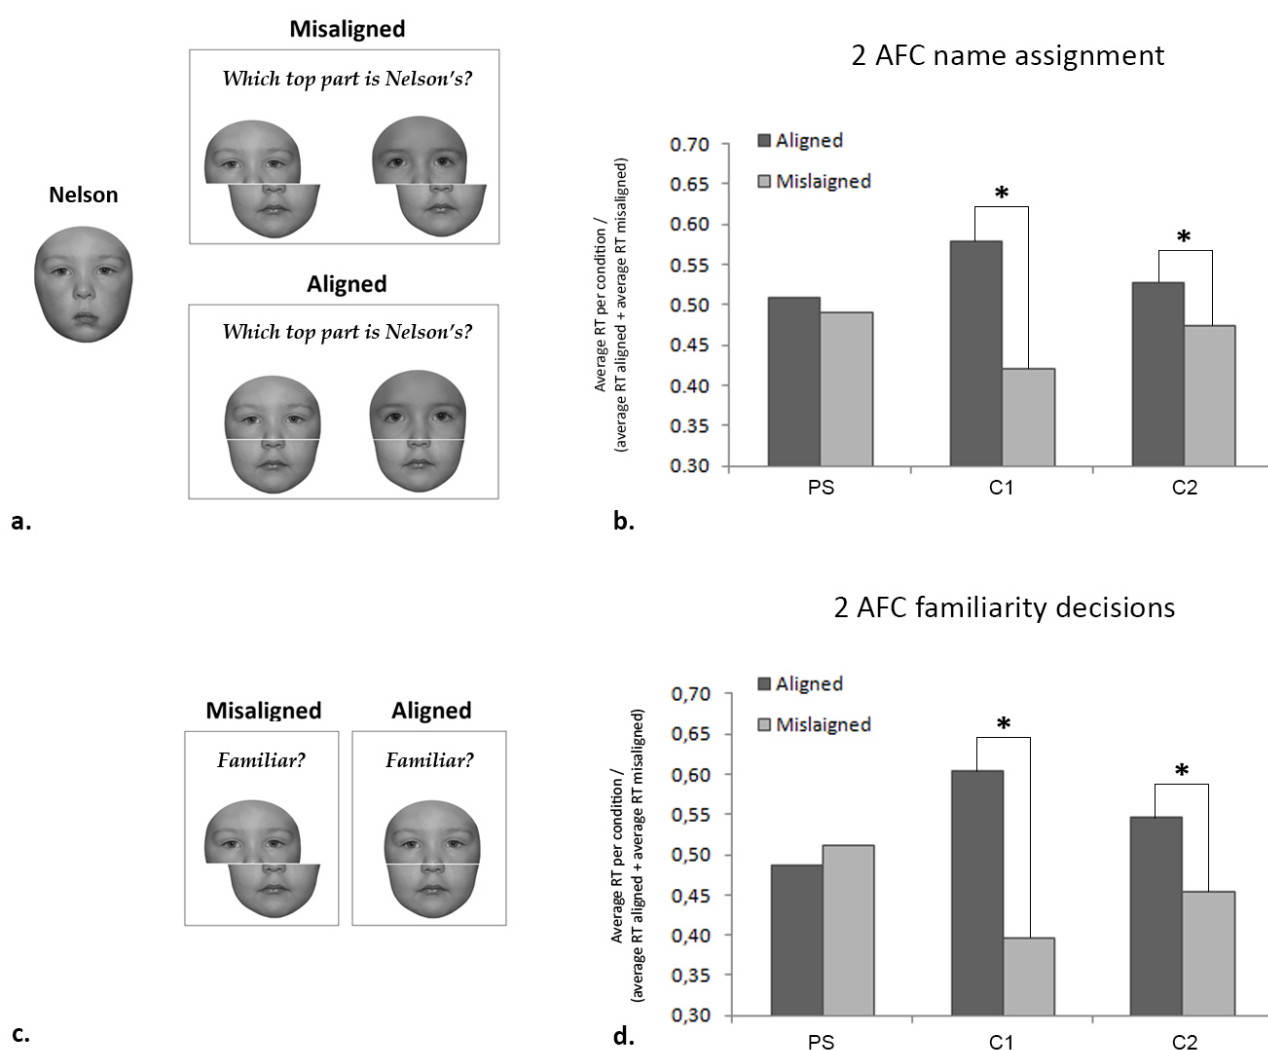 Misaligned
Which top part is Nelson's?
Nelson
Aligned
Which top part is Nelson's?
a.
2 AFC name assignment
Average RT per condition /
(average RT aligned + average RT misaligned)
Aligned
Mislaigned
0.70
0.65
0.60
0.55
0.50
0.45
0.40
0.35
0.30
*
*
PS C1 C2
b.
Misaligned Aligned
Familiar? Familiar?
c.
2 AFC familiarity decisions
Average RT per condition /
(average RT aligned + average RT misaligned)
Aligned
Mislaigned
0,70
0,65
0,60
0,55
0,50
0,45
0,40
0,35
0,30
*
*
PS C1 C2
d.